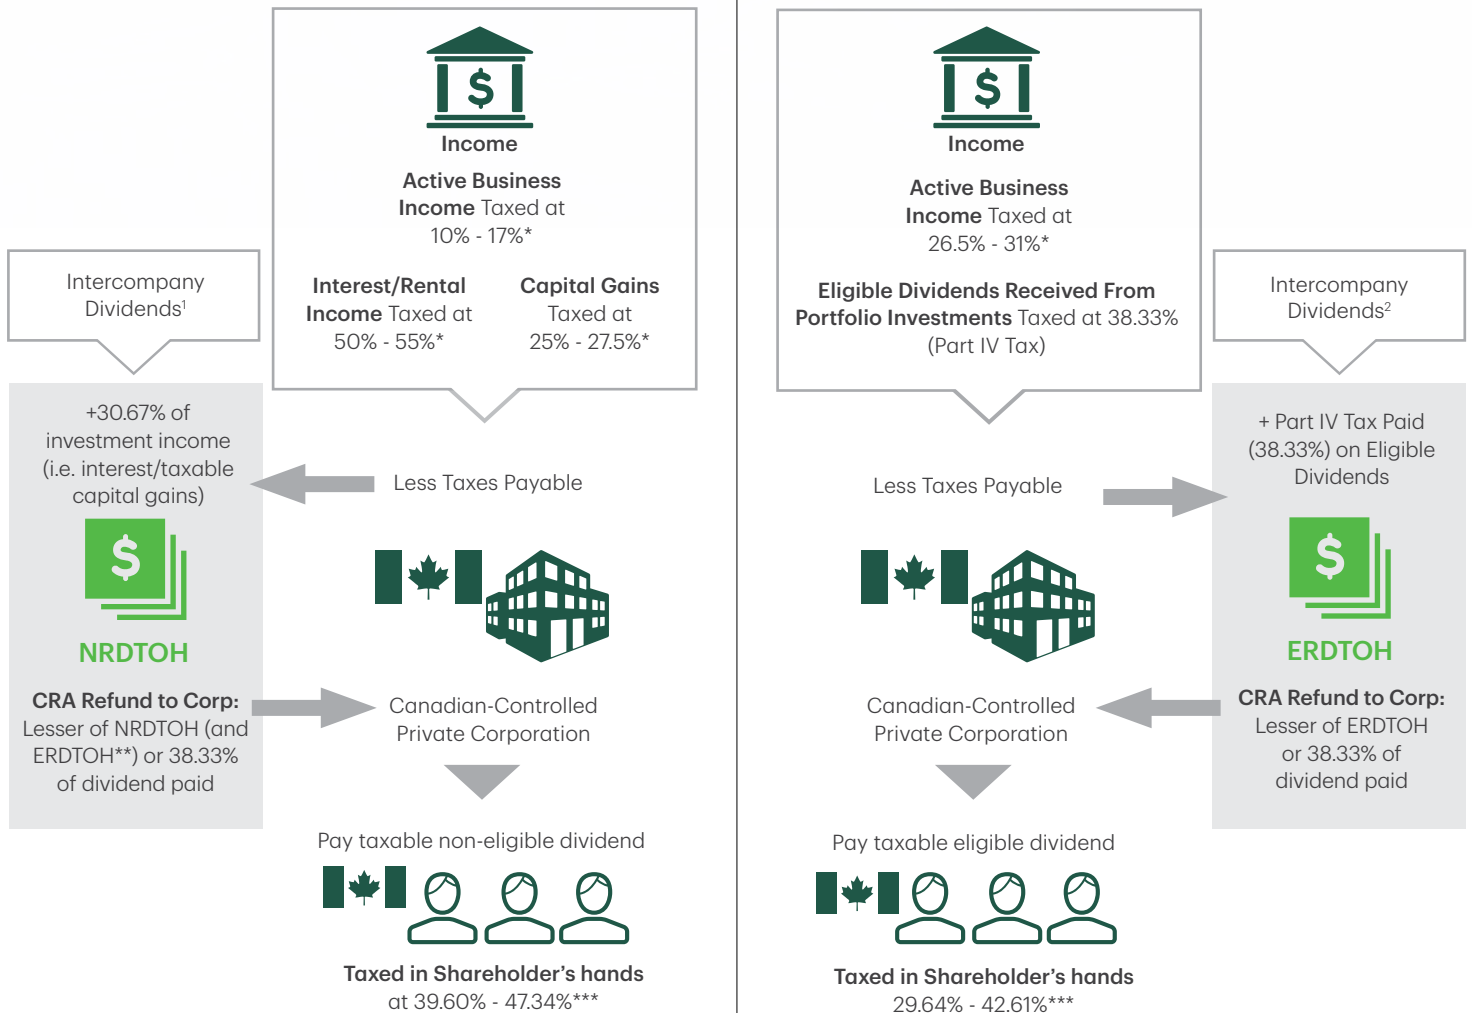 $
Income
Active Business
Income Taxed at
10% - 17%*
Interest/Rental
Income Taxed at
50% - 55%*
Capital Gains
Taxed at
25% - 27.5%*
Intercompany
Dividends¹
+30.67% of
investment income
(i.e. interest/taxable
capital gains)
$
NRDTOH
CRA Refund to Corp:
Lesser of NRDTOH (and
ERDTOH**) or 38.33%
of dividend paid
Less Taxes Payable
Canadian-Controlled
Private Corporation
Pay taxable non-eligible dividend
Taxed in Shareholder’s hands
at 39.60% - 47.34%***
$
Income
Active Business
Income Taxed at
26.5% - 31%*
Eligible Dividends Received From
Portfolio Investments Taxed at 38.33%
(Part IV Tax)
Intercompany
Dividends²
+ Part IV Tax Paid
(38.33%) on Eligible
Dividends
$
ERDTOH
CRA Refund to Corp:
Lesser of ERDTOH
or 38.33% of
dividend paid
Less Taxes Payable
Canadian-Controlled
Private Corporation
Pay taxable eligible dividend
Taxed in Shareholder’s hands
29.64% - 42.61%***